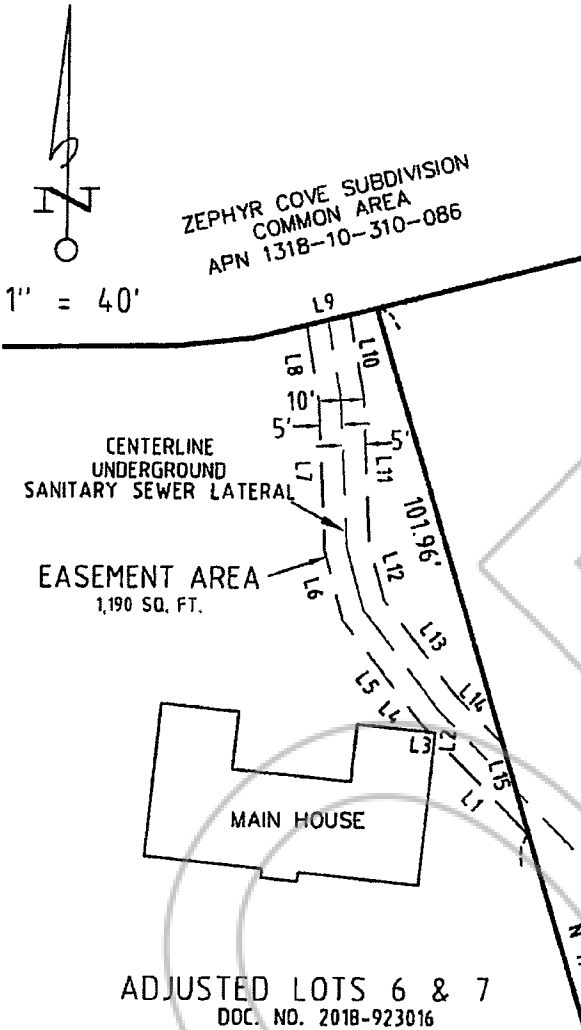 ZEPHYR COVE SUBDIVISION
COMMON AREA
APN 1318-10-310-086
N
1" = 40'
L9
L8
L10
10'
5'
5'
CENTERLINE
UNDERGROUND
SANITARY SEWER LATERAL
L7
L11
101.96'
EASEMENT AREA
1,190 SQ. FT.
L6
L12
L13
L5
L4
L14
L3
L2
L15
L1
MAIN HOUSE
N
ADJUSTED LOTS 6 & 7
DOC. NO. 2018-923016